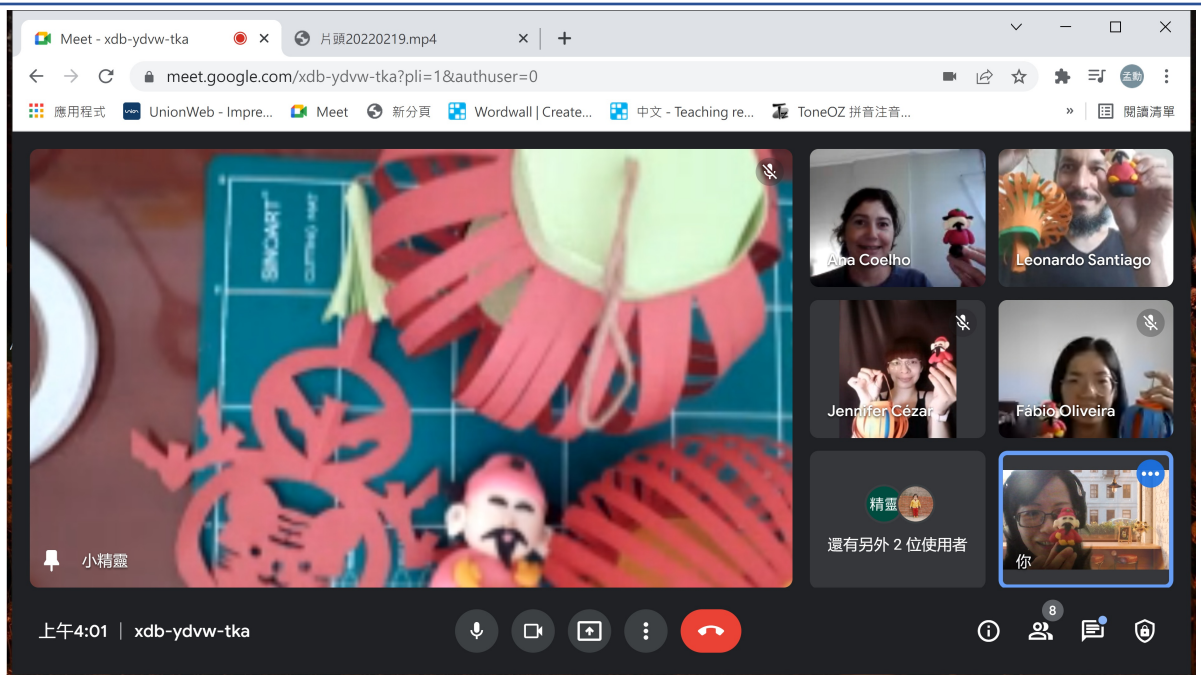 Meet - xdb-ydvw-tka
片頭20220219.mp4
meet.google.com/xdb-ydvw-tka?pli=1&authuser=0
孟勳
應用程式
UnionWeb - Impre...
Meet
新分頁
Wordwall | Create...
中文 - Teaching re...
ToneOZ 拼音注音...
»
閱讀清單
CUTTING MAT
小精靈
Ana Coelho
Leonardo Santiago
Jennifer Cézar
Fábio Oliveira
精靈
還有另外 2 位使用者
你
上午4:01 | xdb-ydvw-tka
8